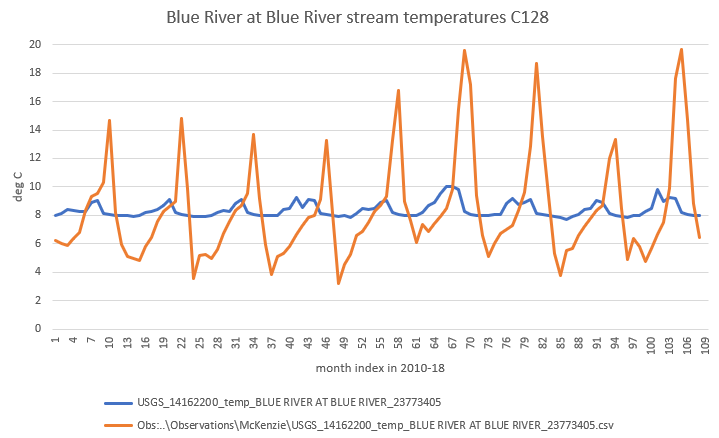 Blue River at Blue River stream temperatures C128
20
18
16
14
12
10
8
6
4
2
0
deg C
1 4 7 10 13 16 19 22 25 28 31 34 37 40 43 46 49 52 55 58 61 64 67 70 73 76 79 82 85 88 91 94 97 100 103 106 109
month index in 2010-18
USGS_14162200_temp_BLUE RIVER AT BLUE RIVER_23773405
Obs:..\Observations\McKenzie\USGS_14162200_temp_BLUE RIVER AT BLUE RIVER_23773405.csv